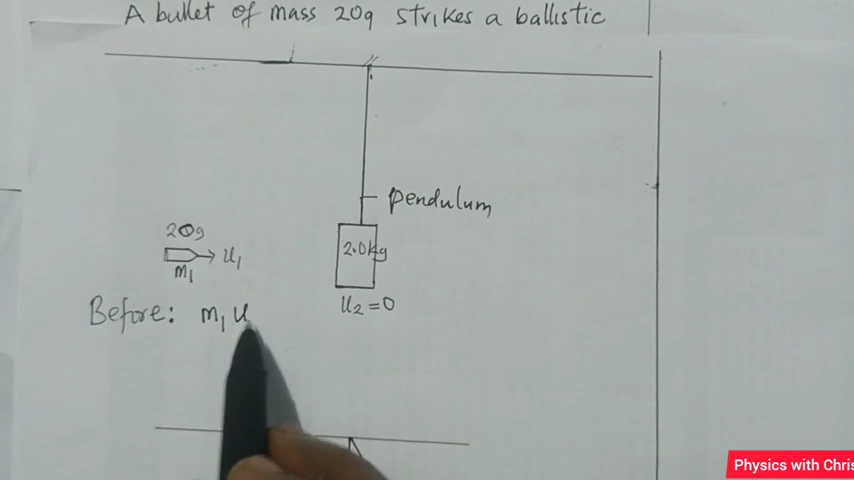 A bullet of mass 20g strikes a ballistic
pendulum
20g
2.0kg
u₁
m₁
u₂=0
Before: m₁u
Physics with Chris